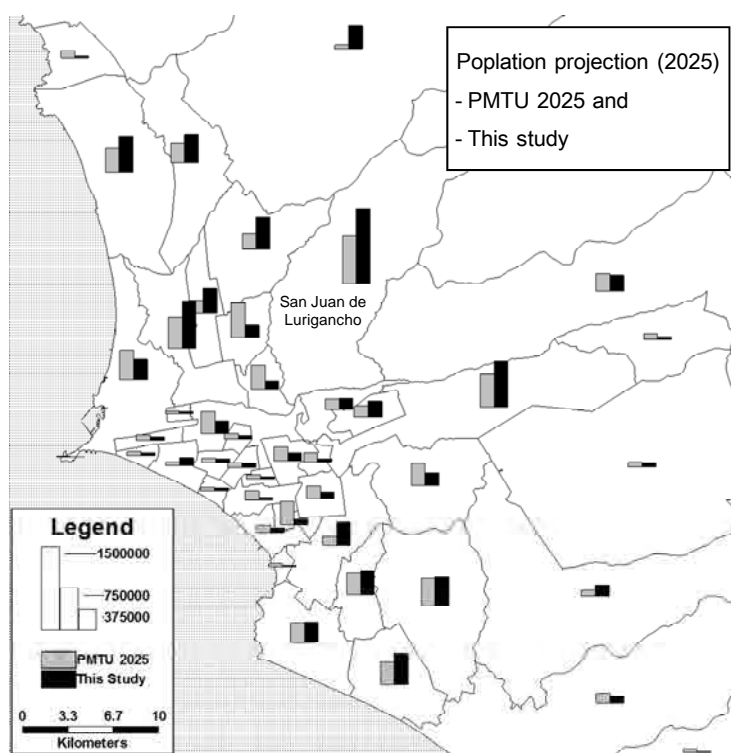 Poplation projection (2025)
- PMTU 2025 and
- This study
San Juan de
Lurigancho
Legend
1500000
750000
375000
PMTU 2025
This Study
0 3.3 6.7 10
Kilometers